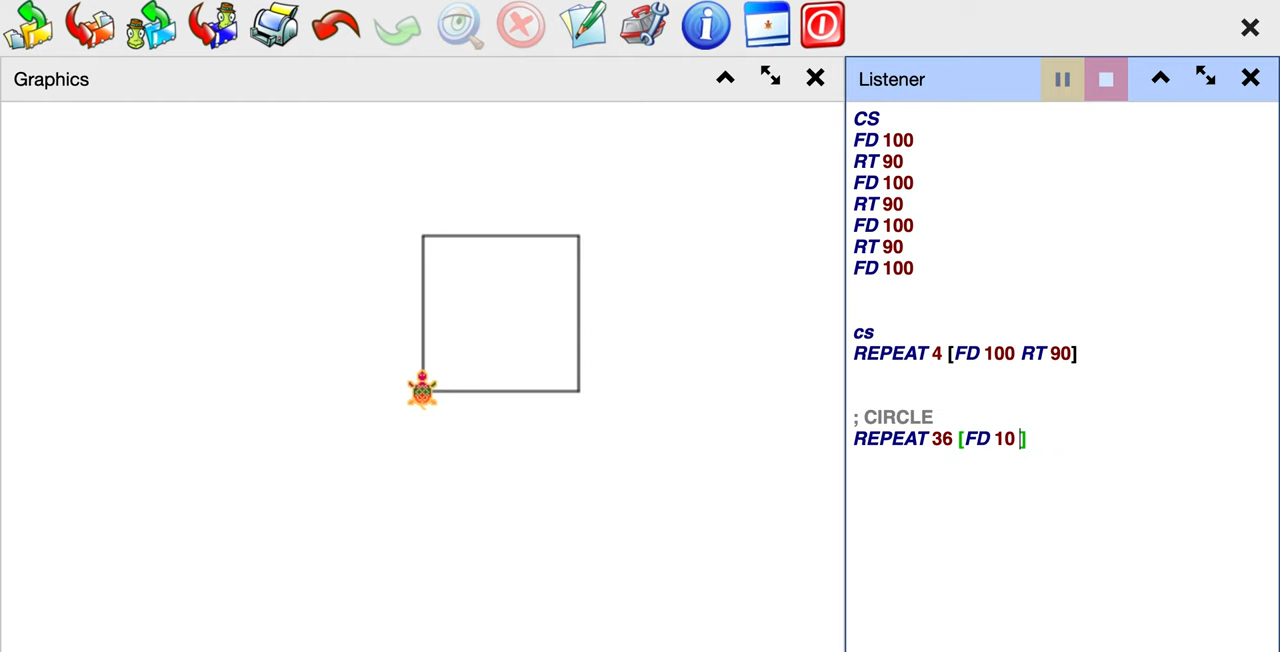 Graphics
Listener
CS
FD 100
RT 90
FD 100
RT 90
FD 100
RT 90
FD 100
cs
REPEAT 4 [FD 100 RT 90]
; CIRCLE
REPEAT 36 [FD 10 ]